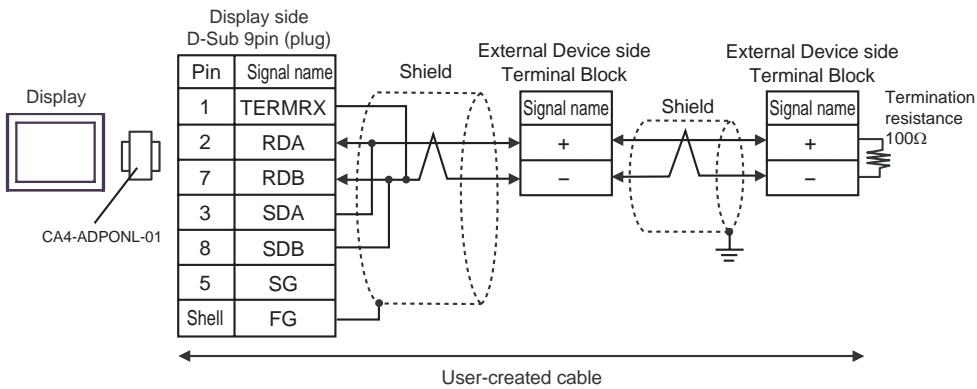 Display side
D-Sub 9pin (plug)
Pin Signal name
1 TERMRX
2 RDA
7 RDB
3 SDA
8 SDB
5 SG
Shell FG
Display
CA4-ADPONL-01
Shield
External Device side
Terminal Block
Signal name
+
−
Shield
External Device side
Terminal Block
Signal name
+
−
Termination
resistance
100Ω
User-created cable